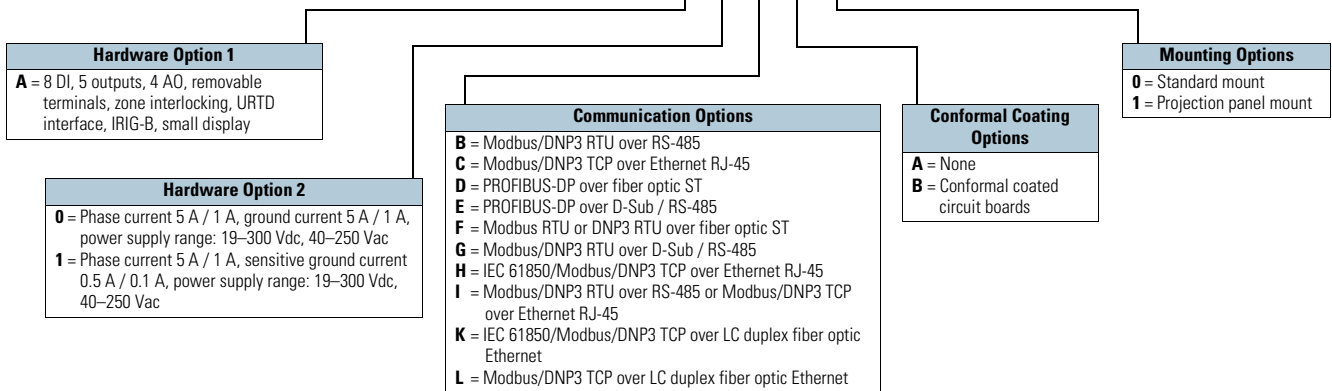 Hardware Option 1
A = 8 DI, 5 outputs, 4 AO, removable
terminals, zone interlocking, URTD
interface, IRIG-B, small display
Hardware Option 2
0 = Phase current 5 A / 1 A, ground current 5 A / 1 A,
power supply range: 19–300 Vdc, 40–250 Vac
1 = Phase current 5 A / 1 A, sensitive ground current
0.5 A / 0.1 A, power supply range: 19–300 Vdc,
40–250 Vac
Communication Options
B = Modbus/DNP3 RTU over RS-485
C = Modbus/DNP3 TCP over Ethernet RJ-45
D = PROFIBUS-DP over fiber optic ST
E = PROFIBUS-DP over D-Sub / RS-485
F = Modbus RTU or DNP3 RTU over fiber optic ST
G = Modbus/DNP3 RTU over D-Sub / RS-485
H = IEC 61850/Modbus/DNP3 TCP over Ethernet RJ-45
I = Modbus/DNP3 RTU over RS-485 or Modbus/DNP3 TCP
over Ethernet RJ-45
K = IEC 61850/Modbus/DNP3 TCP over LC duplex fiber optic
Ethernet
L = Modbus/DNP3 TCP over LC duplex fiber optic Ethernet
Conformal Coating
Options
A = None
B = Conformal coated
circuit boards
Mounting Options
0 = Standard mount
1 = Projection panel mount